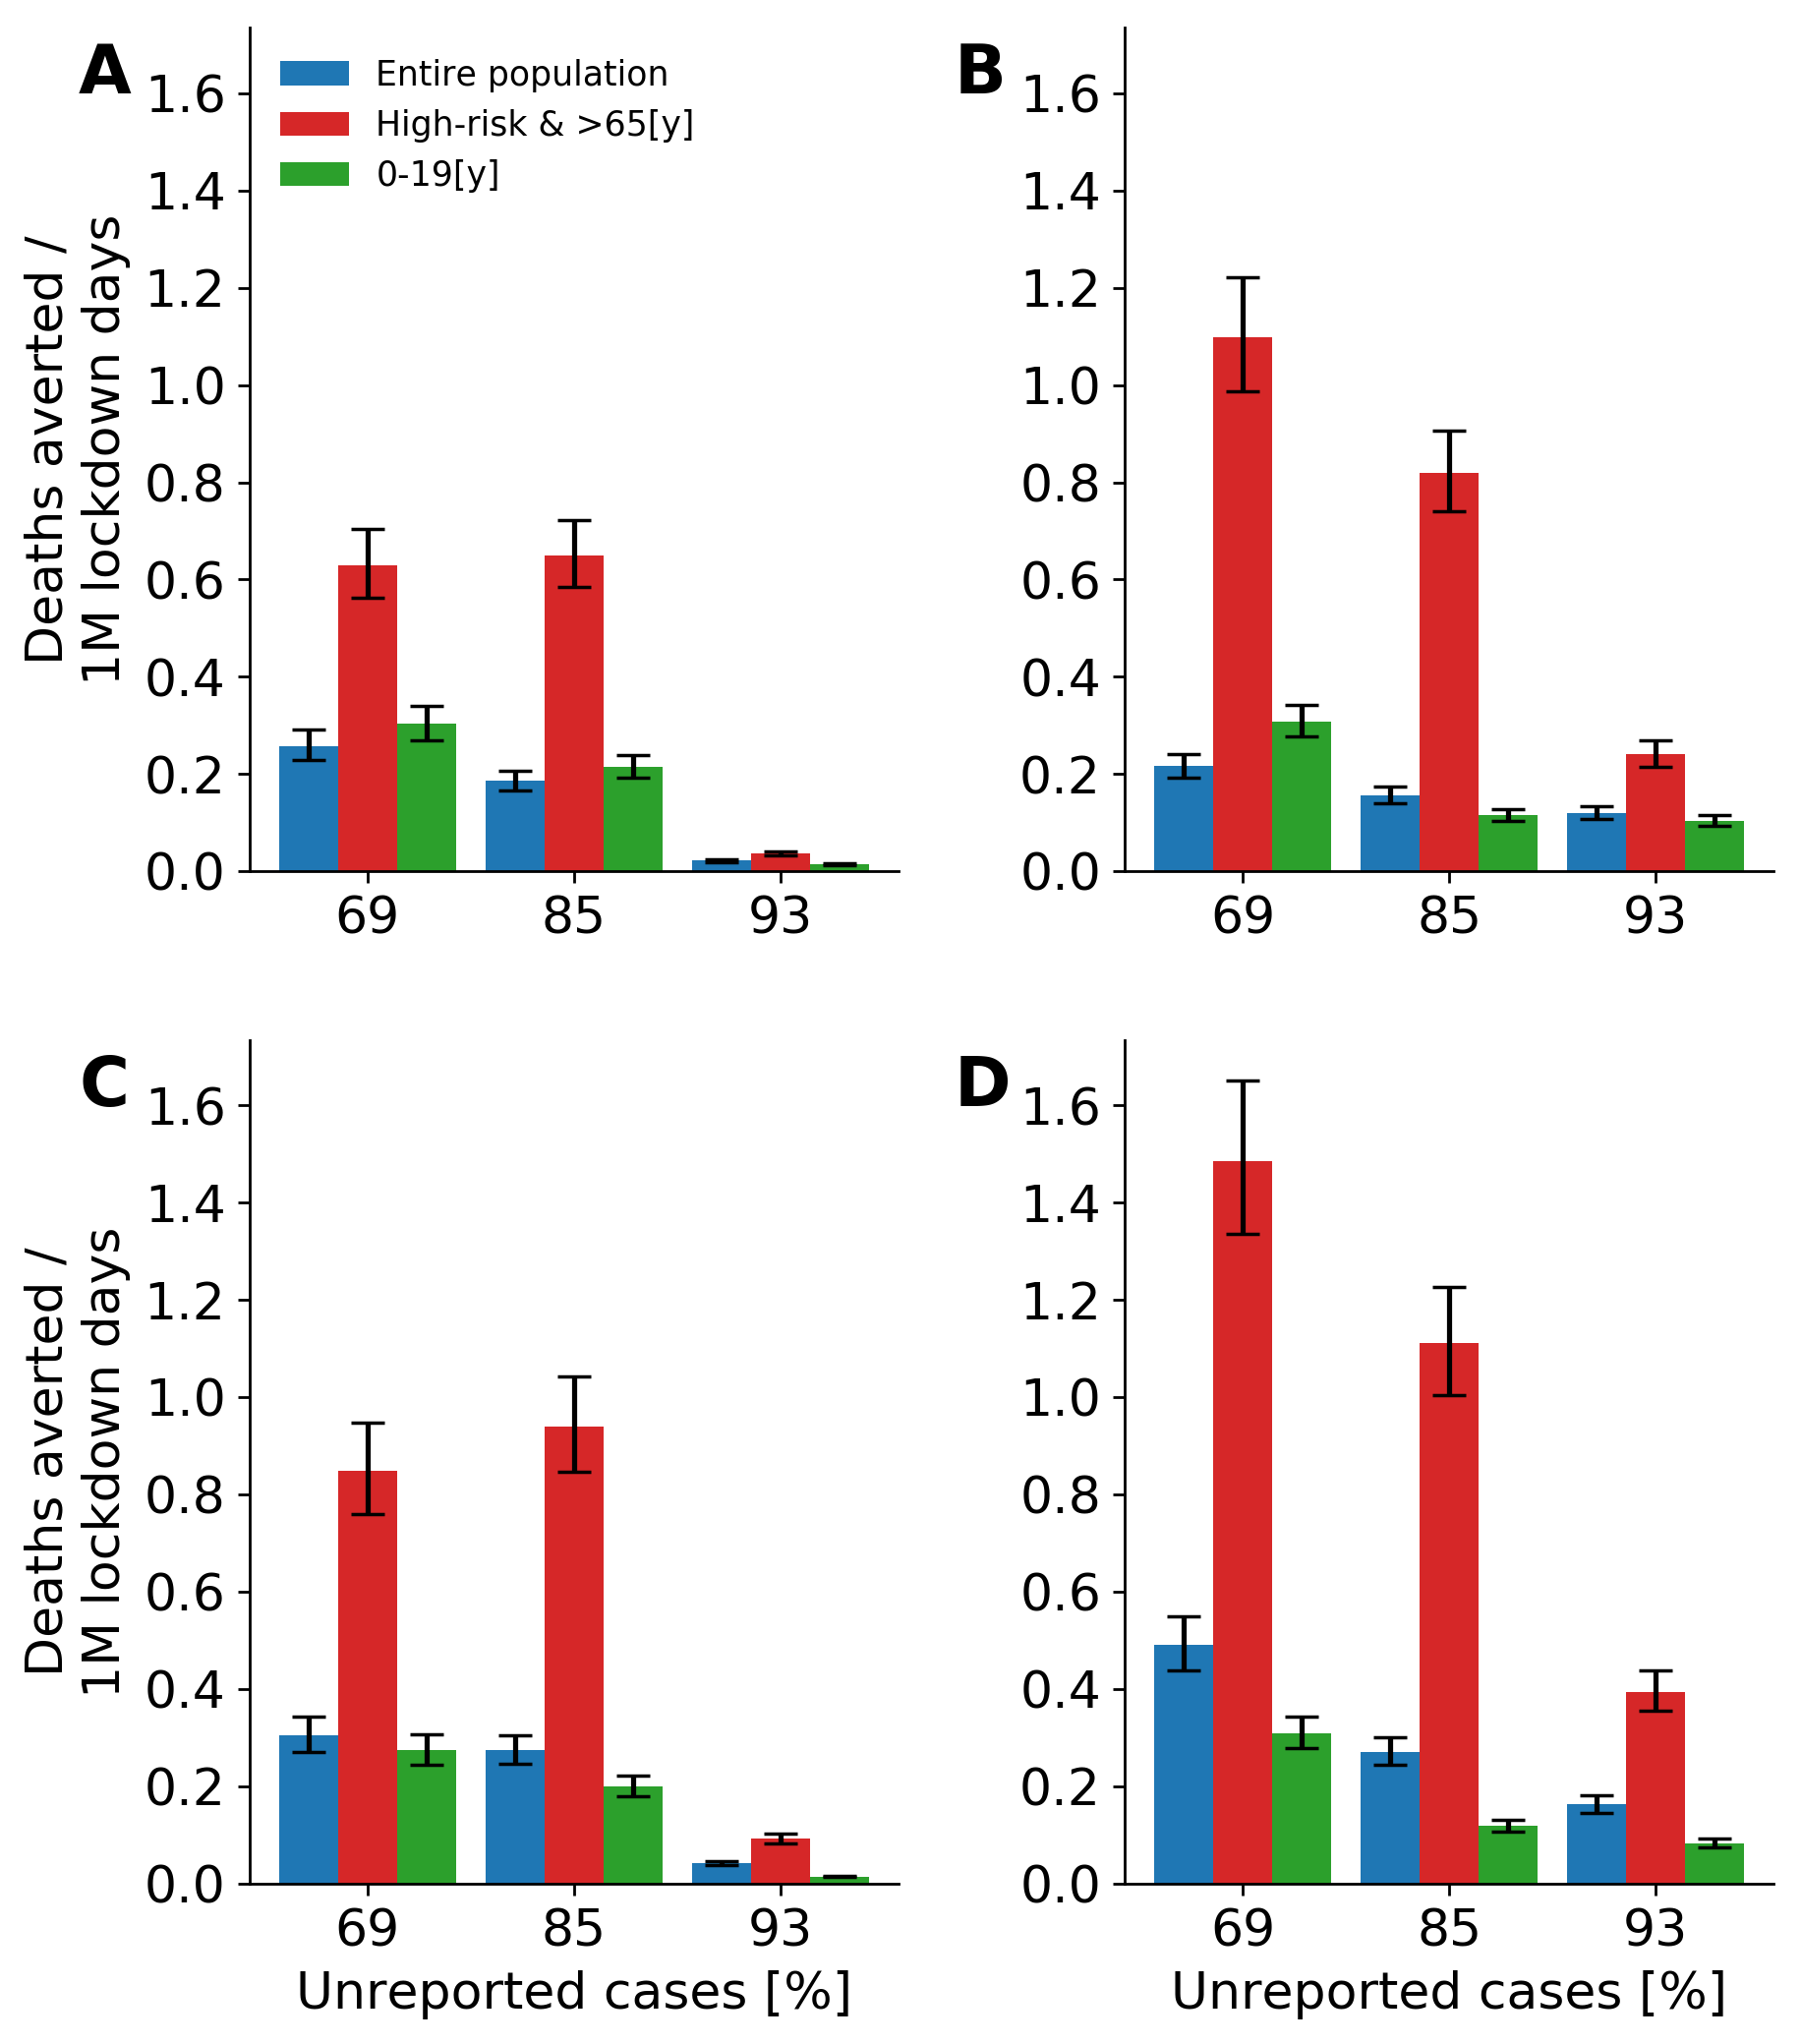 A
Entire population
High-risk & >65[y]
0-19[y]
Deaths averted /
1M lockdown days
1.6
1.4
1.2
1.0
0.8
0.6
0.4
0.2
0.0
69 85 93
B
1.6
1.4
1.2
1.0
0.8
0.6
0.4
0.2
0.0
69 85 93
C
Deaths averted /
1M lockdown days
1.6
1.4
1.2
1.0
0.8
0.6
0.4
0.2
0.0
69 85 93
Unreported cases [%]
D
1.6
1.4
1.2
1.0
0.8
0.6
0.4
0.2
0.0
69 85 93
Unreported cases [%]